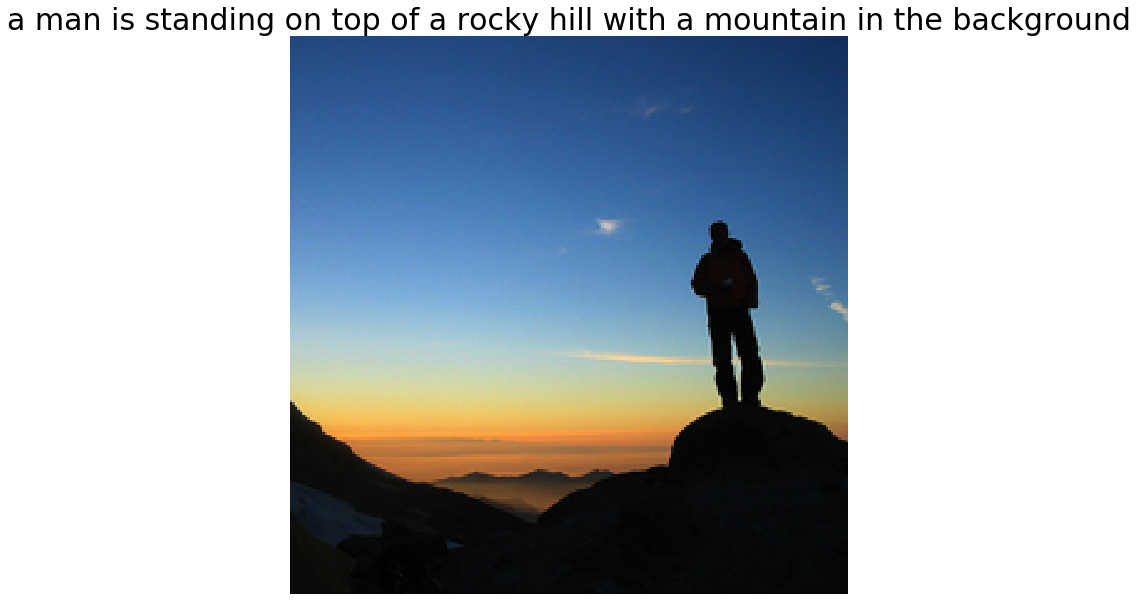 a man is standing on top of a rocky hill with a mountain in the background